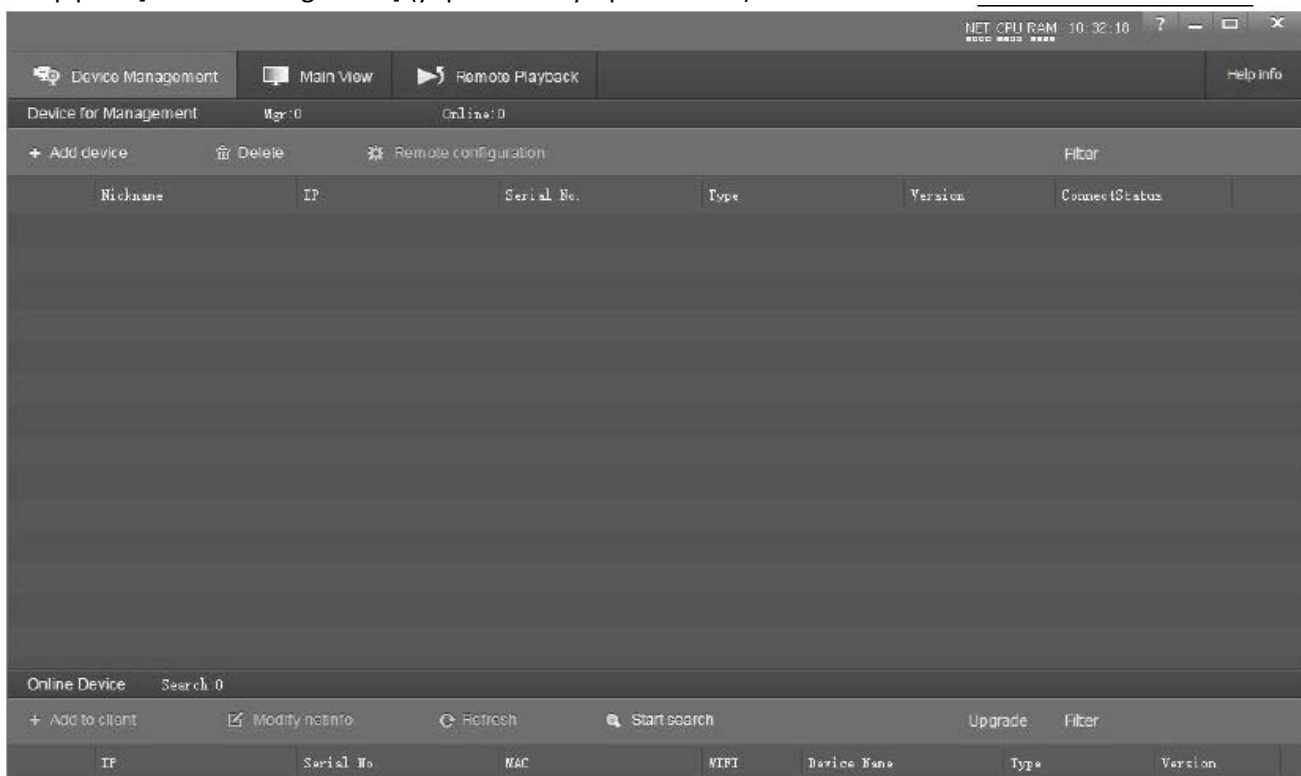 NET CPU RAM 10:32:18 ?
Device Management Main View Remote Playback Help info
Device for Management Mgr:0 Online:0
+ Add device Delete Remote configuration Filter
Nickname IP Serial No. Type Version ConnectStatus
Online Device Search:0
+ Add to client Modify netinfo Refresh Start search Upgrade Filter
IP Serial No MAC WIFI Device Name Type Version